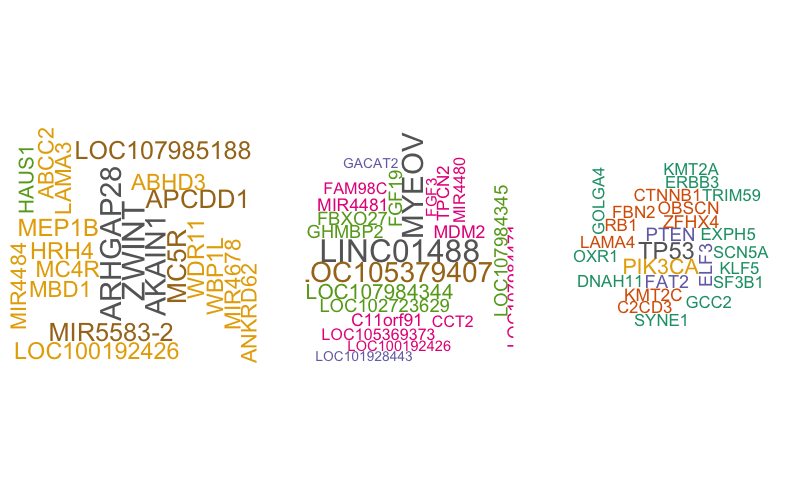 HAUS1
ABCC2
LAMA3
LOC107985188
ABHD3
APCDD1
ARHGAP28
ZWINT
AKAIN1
MEP1B
HRH4
MC4R
MBD1
MIR4484
MC5R
WDR11
WBP1L
MIR4678
ANKRD62
MIR5583-2
LOC100192426
GACAT2
MYEOV
FAM98C
MIR4481
FGF19
FGF3
TPCN2
MIR4480
FBXO27
GHMBP2
MDM2
LOC107984345
LINC01488
.OC105379407
LOC107984344
LOC102723629
C11orf91
CCT2
LOC105369373
LOC100192426
LOC101928443
KMT2A
ERBB3
GOLGA4
CTNNB1
TRIM59
FBN2
OBSCN
RB1
ZFHX4
PTEN
EXPH5
LAMA4
TP53
SCN5A
OXR1
PIK3CA
ELF3
KLF5
DNAH11
FAT2
SF3B1
KMT2C
GCC2
C2CD3
SYNE1